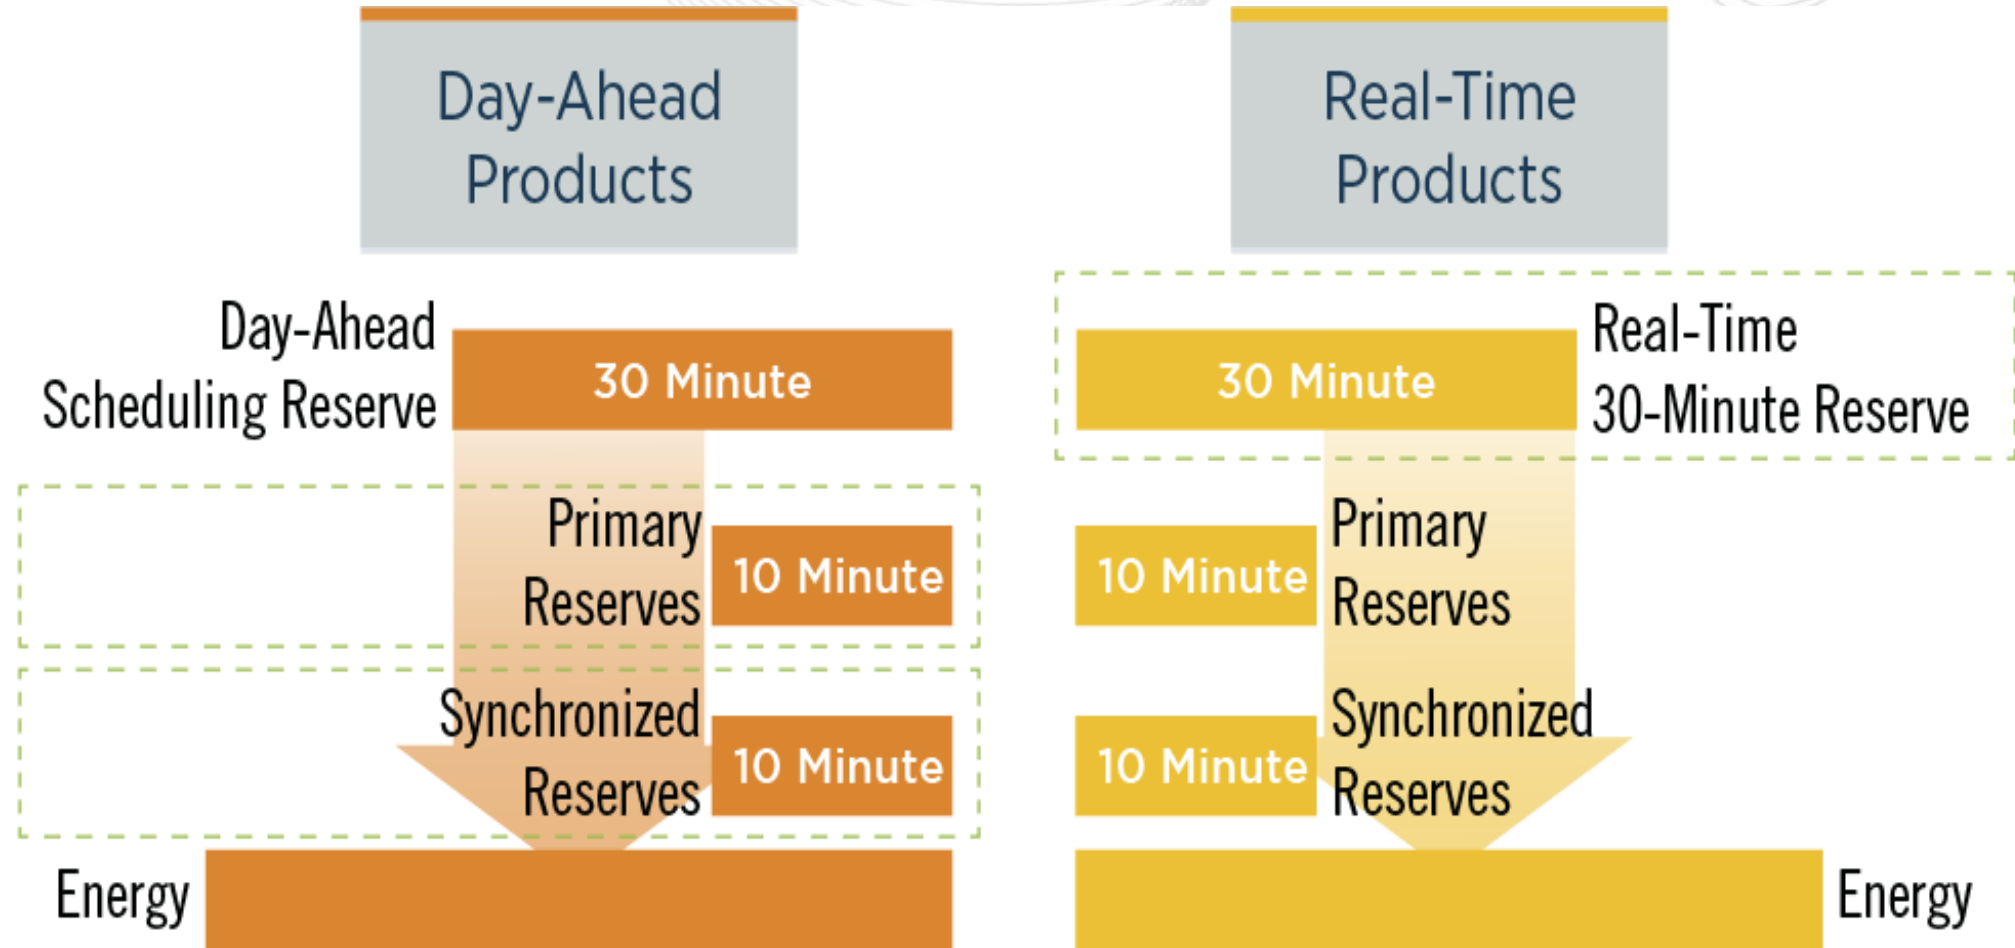 Day-Ahead
Products
Real-Time
Products
Day-Ahead
Scheduling Reserve
30 Minute
30 Minute
Real-Time
30-Minute Reserve
Primary
Reserves
10 Minute
10 Minute
Primary
Reserves
Synchronized
Reserves
10 Minute
10 Minute
Synchronized
Reserves
Energy
Energy